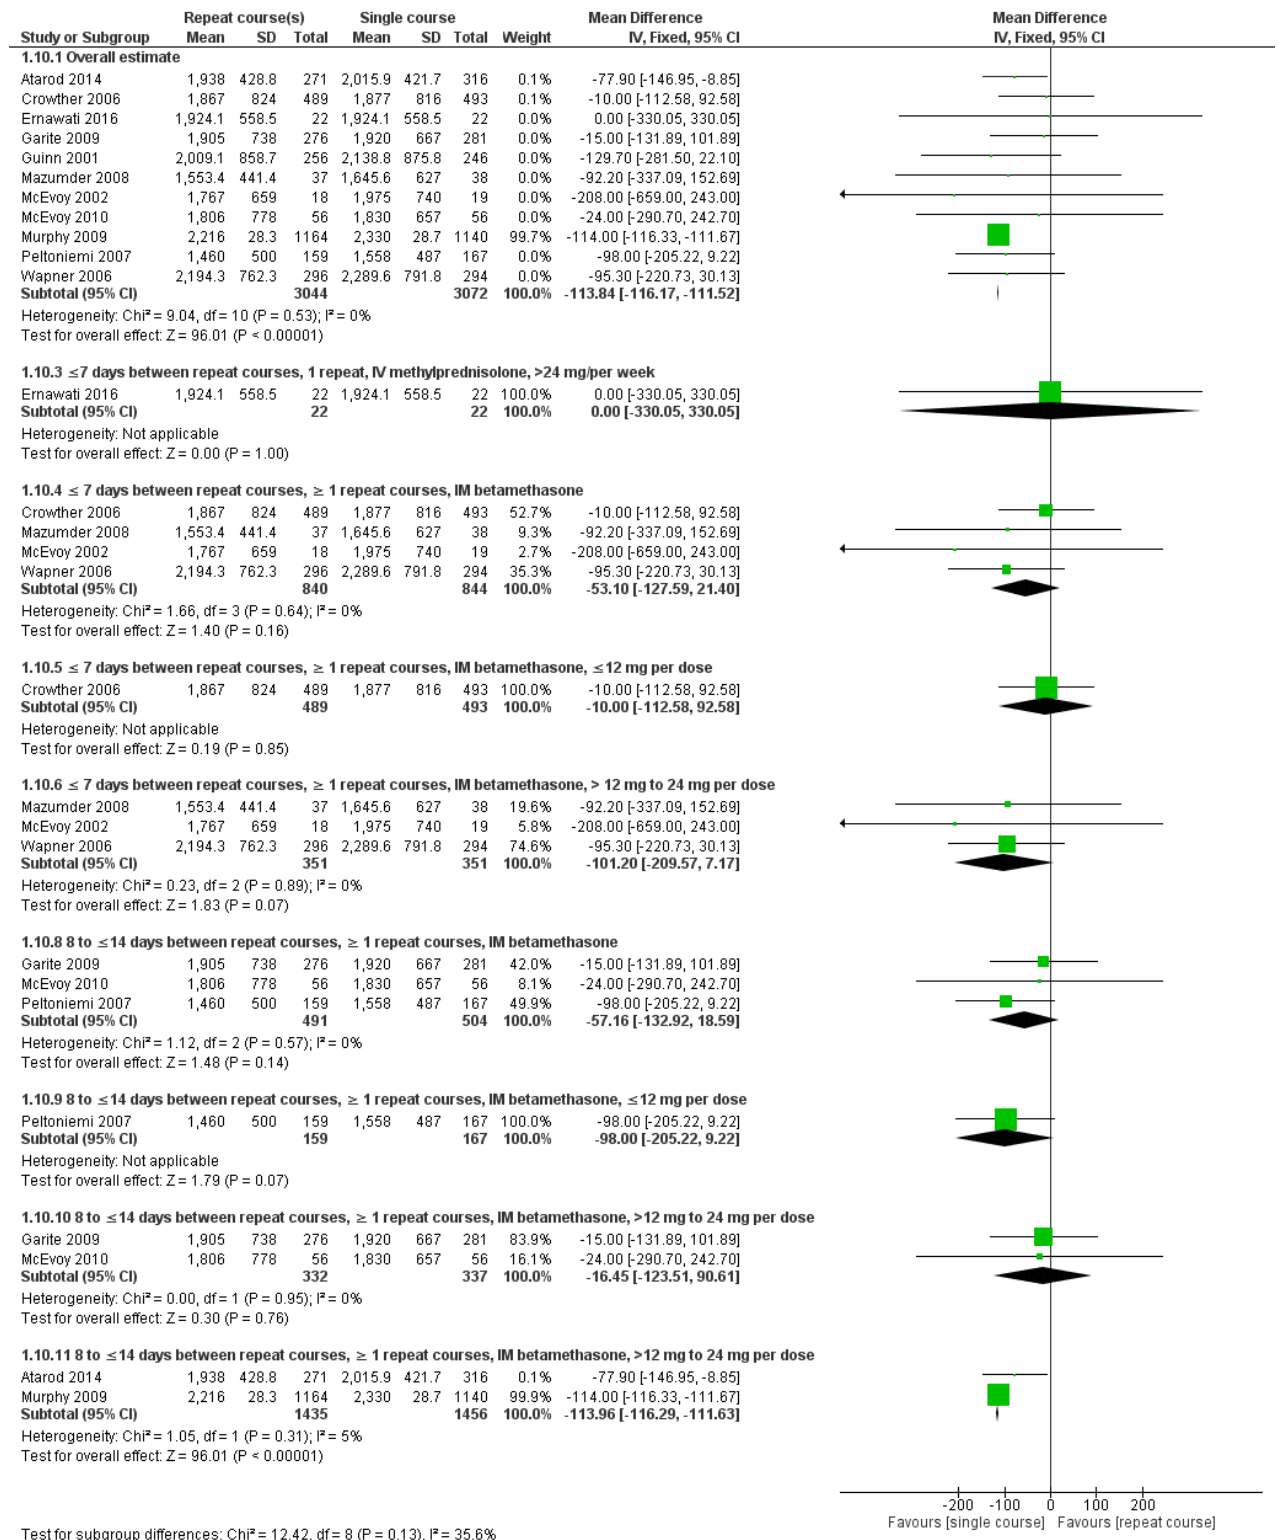 Repeat course(s) Single course Mean Difference Mean Difference
Study or Subgroup Mean SD Total Mean SD Total Weight IV, Fixed, 95% CI IV, Fixed, 95% CI
1.10.1 Overall estimate
Atarod 2014 1,938 428.8 271 2,015.9 421.7 316 0.1% -77.90 [-146.95, -8.85]
Crowther 2006 1,867 824 489 1,877 816 493 0.1% -10.00 [-112.58, 92.58]
Ernawati 2016 1,924.1 558.5 22 1,924.1 558.5 22 0.0% 0.00 [-330.05, 330.05]
Garite 2009 1,905 738 276 1,920 667 281 0.0% -15.00 [-131.89, 101.89]
Guinn 2001 2,009.1 858.7 256 2,138.8 875.8 246 0.0% -129.70 [-281.50, 22.10]
Mazumder 2008 1,553.4 441.4 37 1,645.6 627 38 0.0% -92.20 [-337.09, 152.69]
McEvoy 2002 1,767 659 18 1,975 740 19 0.0% -208.00 [-659.00, 243.00]
McEvoy 2010 1,806 778 56 1,830 657 56 0.0% -24.00 [-290.70, 242.70]
Murphy 2009 2,216 28.3 1164 2,330 28.7 1140 99.7% -114.00 [-116.33, -111.67]
Peltoniemi 2007 1,460 500 159 1,558 487 167 0.0% -98.00 [-205.22, 9.22]
Wapner 2006 2,194.3 762.3 296 2,289.6 791.8 294 0.0% -95.30 [-220.73, 30.13]
Subtotal (95% CI) 3044 3072 100.0% -113.84 [-116.17, -111.52]
Heterogeneity: Chi² = 9.04, df = 10 (P = 0.53); I² = 0%
Test for overall effect: Z = 96.01 (P < 0.00001)
1.10.3 ≤7 days between repeat courses, 1 repeat, IV methylprednisolone, >24 mg/per week
Ernawati 2016 1,924.1 558.5 22 1,924.1 558.5 22 100.0% 0.00 [-330.05, 330.05]
Subtotal (95% CI) 22 22 100.0% 0.00 [-330.05, 330.05]
Heterogeneity: Not applicable
Test for overall effect: Z = 0.00 (P = 1.00)
1.10.4 ≤ 7 days between repeat courses, ≥ 1 repeat courses, IM betamethasone
Crowther 2006 1,867 824 489 1,877 816 493 52.7% -10.00 [-112.58, 92.58]
Mazumder 2008 1,553.4 441.4 37 1,645.6 627 38 9.3% -92.20 [-337.09, 152.69]
McEvoy 2002 1,767 659 18 1,975 740 19 2.7% -208.00 [-659.00, 243.00]
Wapner 2006 2,194.3 762.3 296 2,289.6 791.8 294 35.3% -95.30 [-220.73, 30.13]
Subtotal (95% CI) 840 844 100.0% -53.10 [-127.59, 21.40]
Heterogeneity: Chi² = 1.66, df = 3 (P = 0.64); I² = 0%
Test for overall effect: Z = 1.40 (P = 0.16)
1.10.5 ≤ 7 days between repeat courses, ≥ 1 repeat courses, IM betamethasone, ≤12 mg per dose
Crowther 2006 1,867 824 489 1,877 816 493 100.0% -10.00 [-112.58, 92.58]
Subtotal (95% CI) 489 493 100.0% -10.00 [-112.58, 92.58]
Heterogeneity: Not applicable
Test for overall effect: Z = 0.19 (P = 0.85)
1.10.6 ≤ 7 days between repeat courses, ≥ 1 repeat courses, IM betamethasone, > 12 mg to 24 mg per dose
Mazumder 2008 1,553.4 441.4 37 1,645.6 627 38 19.6% -92.20 [-337.09, 152.69]
McEvoy 2002 1,767 659 18 1,975 740 19 5.8% -208.00 [-659.00, 243.00]
Wapner 2006 2,194.3 762.3 296 2,289.6 791.8 294 74.6% -95.30 [-220.73, 30.13]
Subtotal (95% CI) 351 351 100.0% -101.20 [-209.57, 7.17]
Heterogeneity: Chi² = 0.23, df = 2 (P = 0.89); I² = 0%
Test for overall effect: Z = 1.83 (P = 0.07)
1.10.8 8 to ≤14 days between repeat courses, ≥ 1 repeat courses, IM betamethasone
Garite 2009 1,905 738 276 1,920 667 281 42.0% -15.00 [-131.89, 101.89]
McEvoy 2010 1,806 778 56 1,830 657 56 8.1% -24.00 [-290.70, 242.70]
Peltoniemi 2007 1,460 500 159 1,558 487 167 49.9% -98.00 [-205.22, 9.22]
Subtotal (95% CI) 491 504 100.0% -57.16 [-132.92, 18.59]
Heterogeneity: Chi² = 1.12, df = 2 (P = 0.57); I² = 0%
Test for overall effect: Z = 1.48 (P = 0.14)
1.10.9 8 to ≤14 days between repeat courses, ≥ 1 repeat courses, IM betamethasone, ≤12 mg per dose
Peltoniemi 2007 1,460 500 159 1,558 487 167 100.0% -98.00 [-205.22, 9.22]
Subtotal (95% CI) 159 167 100.0% -98.00 [-205.22, 9.22]
Heterogeneity: Not applicable
Test for overall effect: Z = 1.79 (P = 0.07)
1.10.10 8 to ≤14 days between repeat courses, ≥ 1 repeat courses, IM betamethasone, >12 mg to 24 mg per dose
Garite 2009 1,905 738 276 1,920 667 281 83.9% -15.00 [-131.89, 101.89]
McEvoy 2010 1,806 778 56 1,830 657 56 16.1% -24.00 [-290.70, 242.70]
Subtotal (95% CI) 332 337 100.0% -16.45 [-123.51, 90.61]
Heterogeneity: Chi² = 0.00, df = 1 (P = 0.95); I² = 0%
Test for overall effect: Z = 0.30 (P = 0.76)
1.10.11 8 to ≤14 days between repeat courses, ≥ 1 repeat courses, IM betamethasone, >12 mg to 24 mg per dose
Atarod 2014 1,938 428.8 271 2,015.9 421.7 316 0.1% -77.90 [-146.95, -8.85]
Murphy 2009 2,216 28.3 1164 2,330 28.7 1140 99.9% -114.00 [-116.33, -111.67]
Subtotal (95% CI) 1435 1456 100.0% -113.96 [-116.29, -111.63]
Heterogeneity: Chi² = 1.05, df = 1 (P = 0.31); I² = 5%
Test for overall effect: Z = 96.01 (P < 0.00001)
-200 -100 0 100 200
Favours [single course] Favours [repeat course]
Test for subgroup differences: Chi² = 12.42, df = 8 (P = 0.13), I² = 35.6%